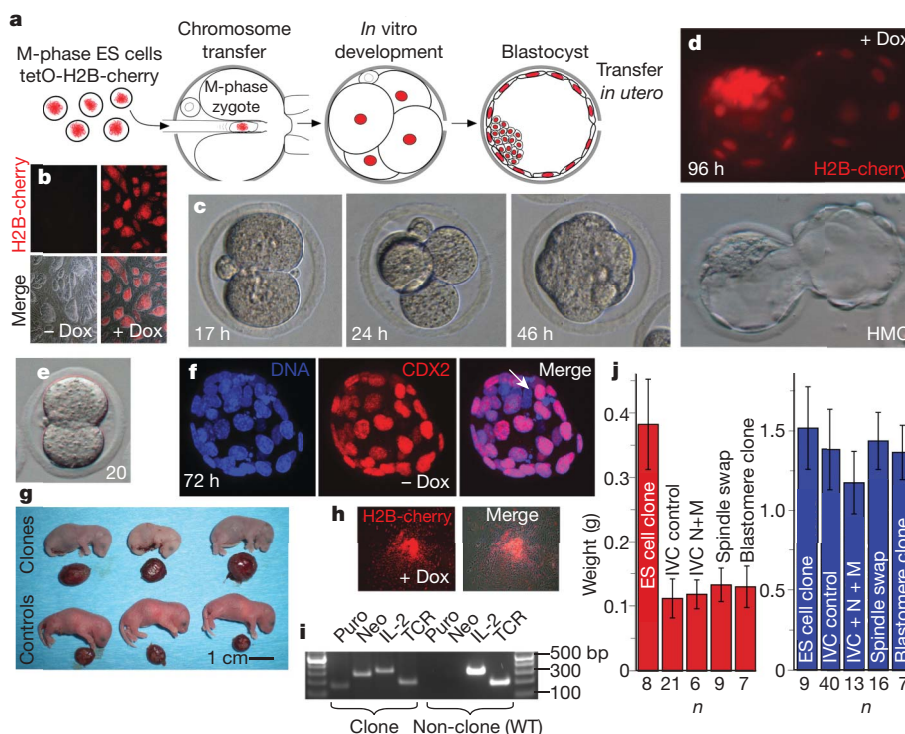 a
M-phase ES cells
tetO-H2B-cherry
Chromosome
transfer
M-phase
zygote
In vitro
development
Blastocyst
Transfer
in utero
d
+ Dox
96 h
H2B-cherry
HMC
b
H2B-cherry
Merge
– Dox
+ Dox
c
17 h
24 h
46 h
e
20
f
DNA
72 h
CDX2
– Dox
Merge
g
Clones
Controls
1 cm
h
H2B-cherry
+ Dox
Merge
i
Puro
Neo
IL-2
TCR
Puro
Neo
IL-2
TCR
500 bp
300
100
Clone
Non-clone (WT)
j
Weight (g)
0.4
0.3
0.2
0.1
0
ES cell clone
IVC control
IVC N+M
Spindle swap
Blastomere clone
8 21 6 9 7
n
1.5
1.0
0.5
0
ES cell clone
IVC control
IVC + N + M
Spindle swap
Blastomere clone
9 40 13 16 7
n